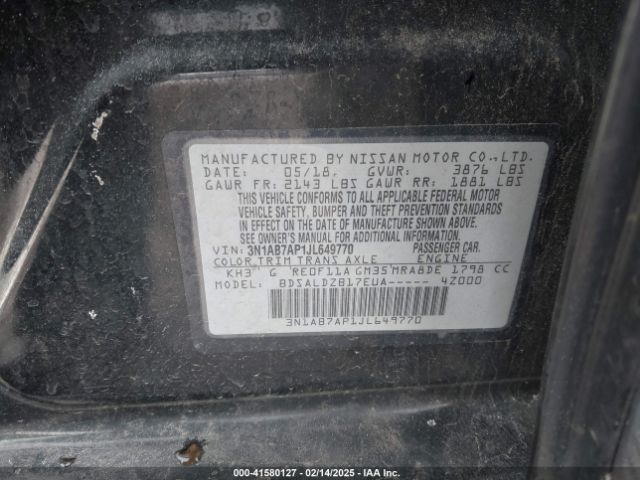 MANUFACTURED BY NISSAN MOTOR CO.,LTD.
DATE: 05/18, GVWR: 3876 LBS
GAWR FR: 2143 LBS GAWR RR: 1881 LBS
THIS VEHICLE CONFORMS TO ALL APPLICABLE FEDERAL MOTOR
VEHICLE SAFETY, BUMPER AND THEFT PREVENTION STANDARDS
IN EFFECT ON THE DATE OF MANUFACTURE SHOWN ABOVE.
SEE OWNER'S MANUAL FOR ADDITIONAL INFORMATION
VIN: 3N1AB7AP1JL649770 PASSENGER CAR.
COLOR TRIM TRANS AXLE ENGINE
KH3 G RE0F11A GM35 MRA8DE 1798 CC
MODEL: BDSALDZB17EUA----- 4Z000
3N1AB7AP1JL649770
000-41580127 - 02/14/2025 - IAA Inc.